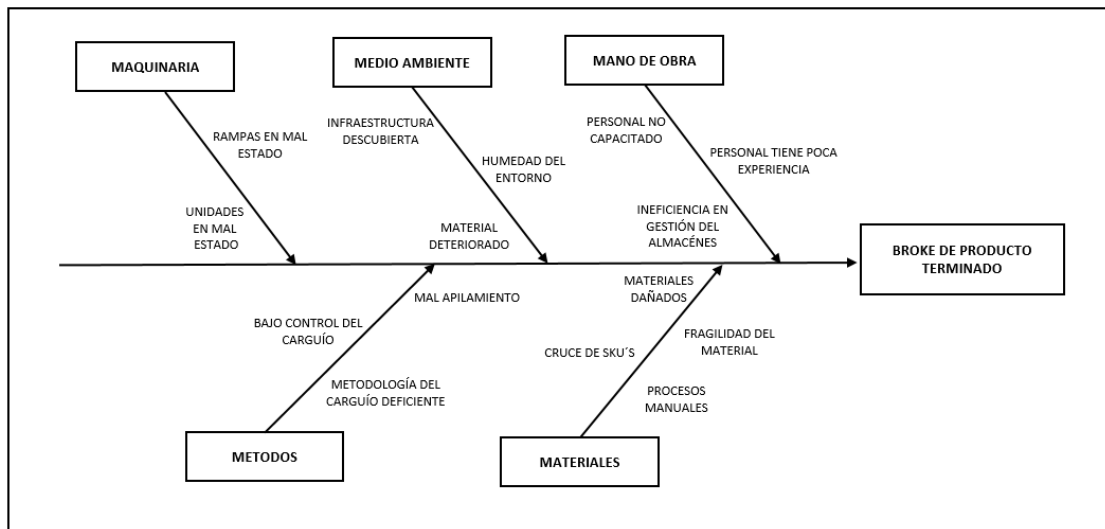 MAQUINARIA
MEDIO AMBIENTE
MANO DE OBRA
RAMPAS EN MAL
ESTADO
UNIDADES
EN MAL
ESTADO
INFRAESTRUCTURA
DESCUBIERTA
HUMEDAD DEL
ENTORNO
MATERIAL
DETERIORADO
PERSONAL NO
CAPACITADO
PERSONAL TIENE POCA
EXPERIENCIA
INEFICIENCIA EN
GESTIÓN DEL
ALMACÉNES
BROKE DE PRODUCTO
TERMINADO
MAL APILAMIENTO
BAJO CONTROL DEL
CARGUÍO
METODOLOGÍA DEL
CARGUÍO DEFICIENTE
MATERIALES
DAÑADOS
CRUCE DE SKU´S
FRAGILIDAD DEL
MATERIAL
PROCESOS
MANUALES
METODOS
MATERIALES